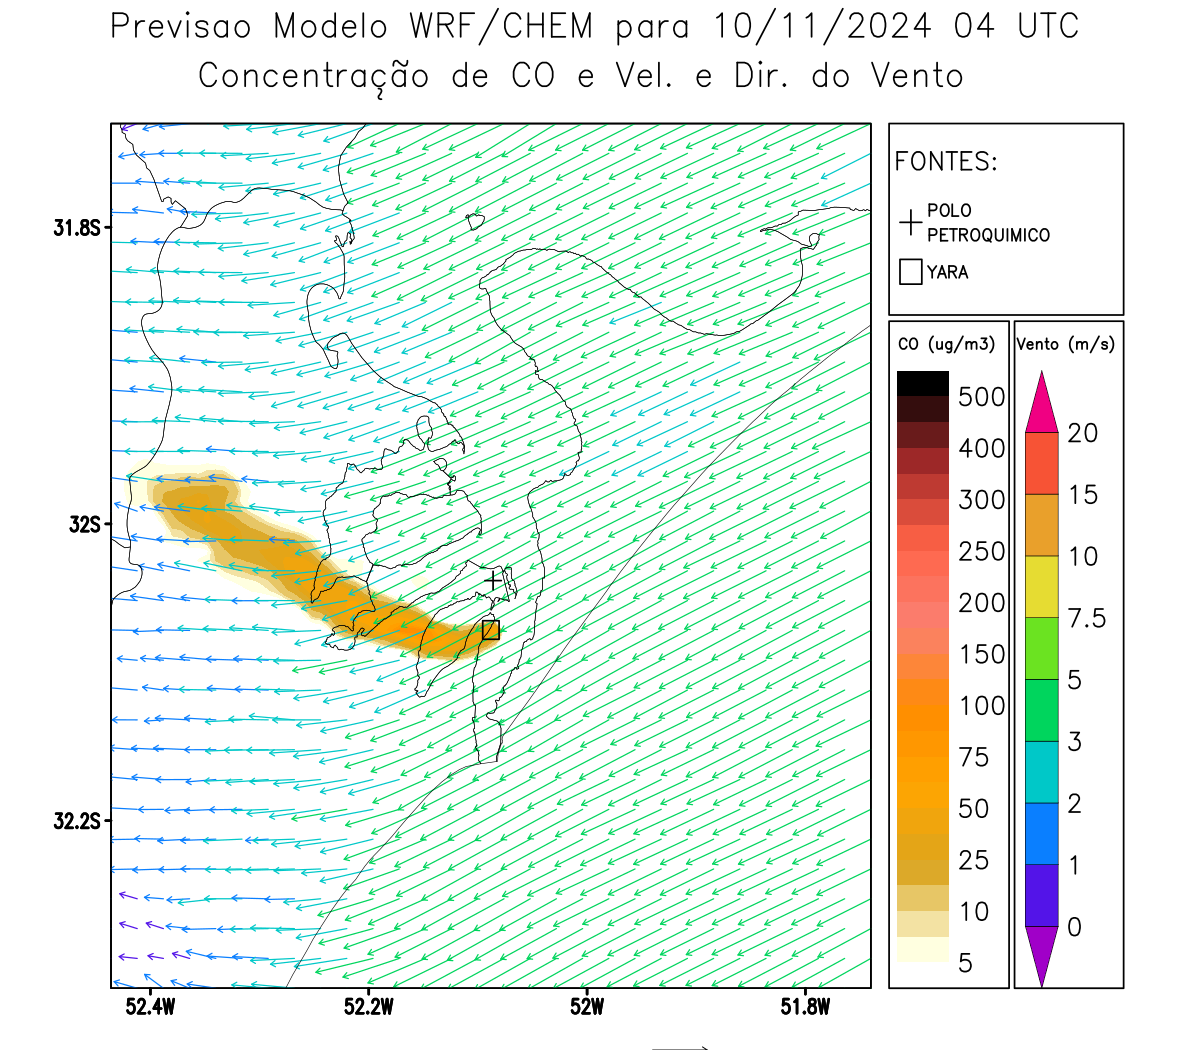 Previsao Modelo WRF/CHEM para 10/11/2024 04 UTC
Concentração de CO e Vel. e Dir. do Vento
FONTES:
POLO
PETROQUIMICO
YARA
CO (ug/m3)
500
400
300
250
200
150
100
75
50
25
10
5
Vento (m/s)
20
15
10
7.5
5
3
2
1
0
31.8S
32S
32.2S
52.4W
52.2W
52W
51.8W